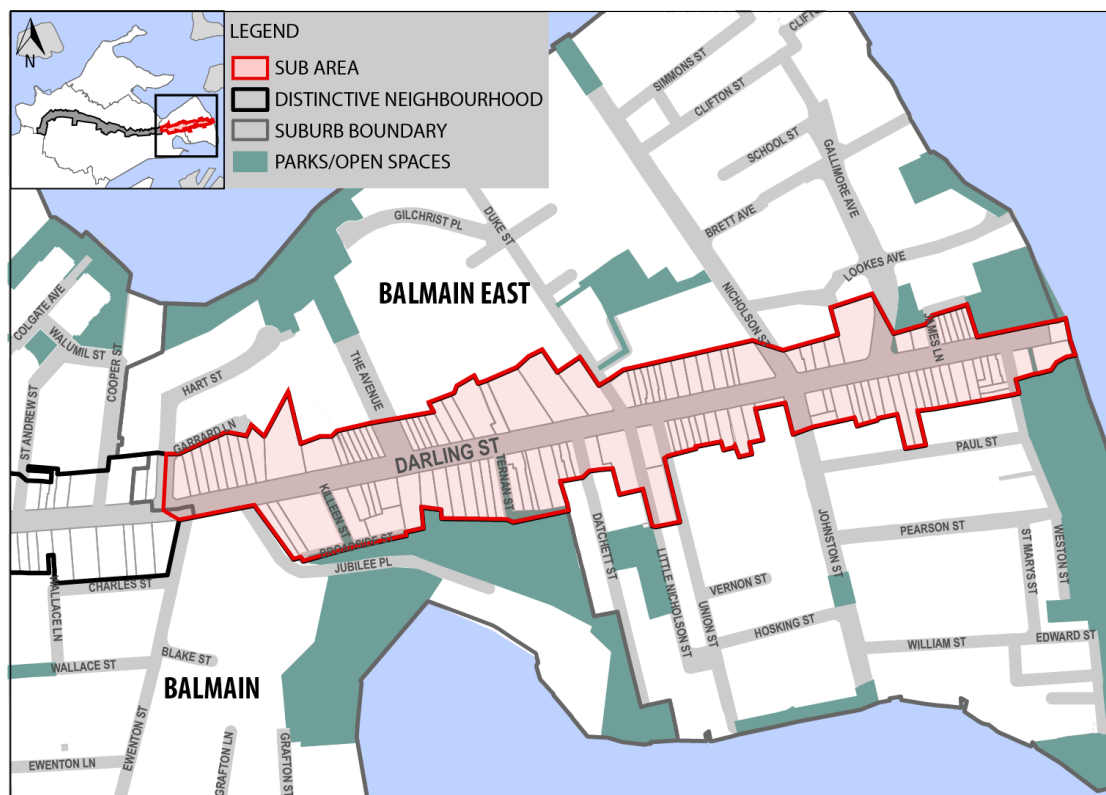 N
LEGEND
SUB AREA
DISTINCTIVE NEIGHBOURHOOD
SUBURB BOUNDARY
PARKS/OPEN SPACES
CLIFTON ST
SIMMONS ST
CLIFTON ST
SCHOOL ST
GALLIMORE AVE
BRETT AVE
LOOKES AVE
GILCHRIST PL
DUKE ST
NICHOLSON ST
BALMAIN EAST
COLGATE AVE
WALUMIL ST
COOPER ST
ST ANDREW ST
HART ST
THE AVENUE
JAMES LN
GARRARD LN
DARLING ST
KILLEEN ST
TERNAN ST
BROADSIDE ST
JUBILEE PL
PAUL ST
PEARSON ST
DATCHETT ST
LITTLE NICHOLSON ST
UNION ST
VERNON ST
HOSKING ST
JOHNSTON ST
ST MARYS ST
WESTON ST
WILLIAM ST
EDWARD ST
CHARLES ST
WALLACE LN
WALLACE ST
BLAKE ST
BALMAIN
EWENTON ST
EWENTON LN
GRAFTON LN
GRAFTON ST